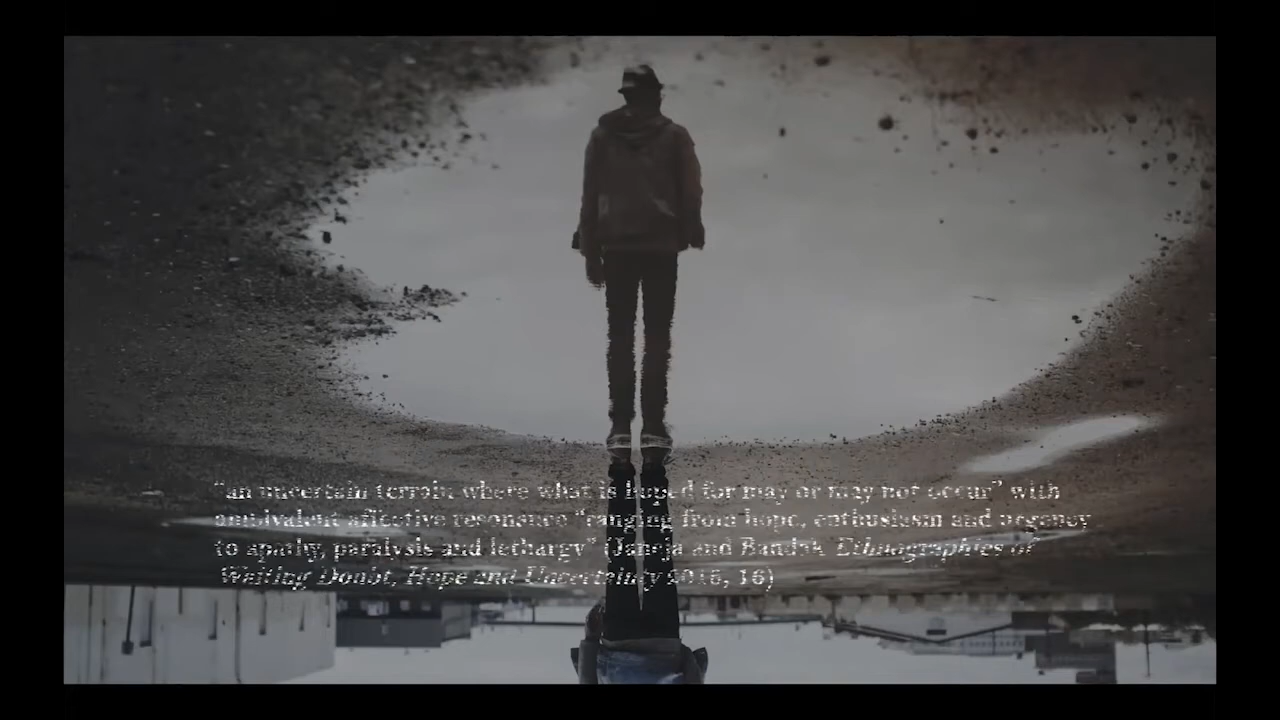 "an uncertain terrain where what is hoped for may or may not occur" with
ambivalent affective resonance "ranging from hope, enthusiasm and urgency
to apathy, paralysis and lethargy" (Janeja and Bandak Ethnographies of
Waiting Doubt, Hope and Uncertainty 2018, 16)